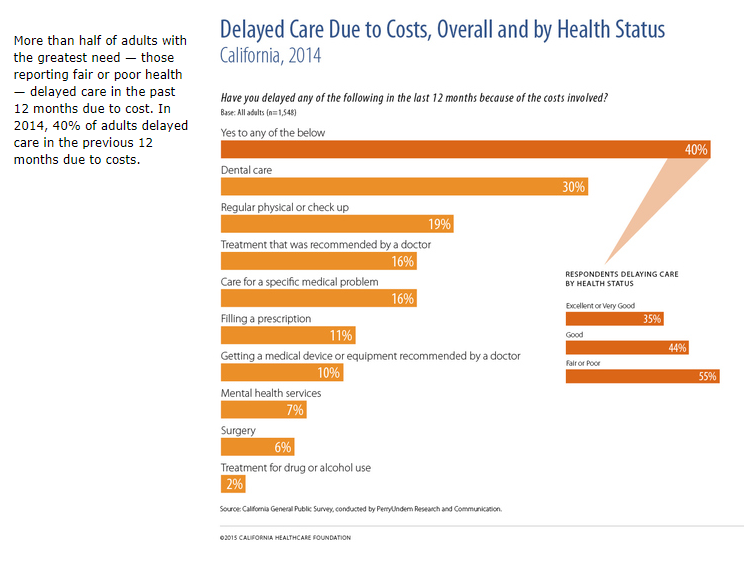 More than half of adults with
the greatest need — those
reporting fair or poor health
— delayed care in the past
12 months due to cost. In
2014, 40% of adults delayed
care in the previous 12
months due to costs.
Delayed Care Due to Costs, Overall and by Health Status
California, 2014
Have you delayed any of the following in the last 12 months because of the costs involved?
Base: All adults (n=1,548)
Yes to any of the below
40%
Dental care
30%
Regular physical or check up
19%
Treatment that was recommended by a doctor
16%
Care for a specific medical problem
16%
Filling a prescription
11%
Getting a medical device or equipment recommended by a doctor
10%
Mental health services
7%
Surgery
6%
Treatment for drug or alcohol use
2%
RESPONDENTS DELAYING CARE
BY HEALTH STATUS
Excellent or Very Good
35%
Good
44%
Fair or Poor
55%
Source: California General Public Survey, conducted by PerryUndem Research and Communication.
©2015 CALIFORNIA HEALTHCARE FOUNDATION